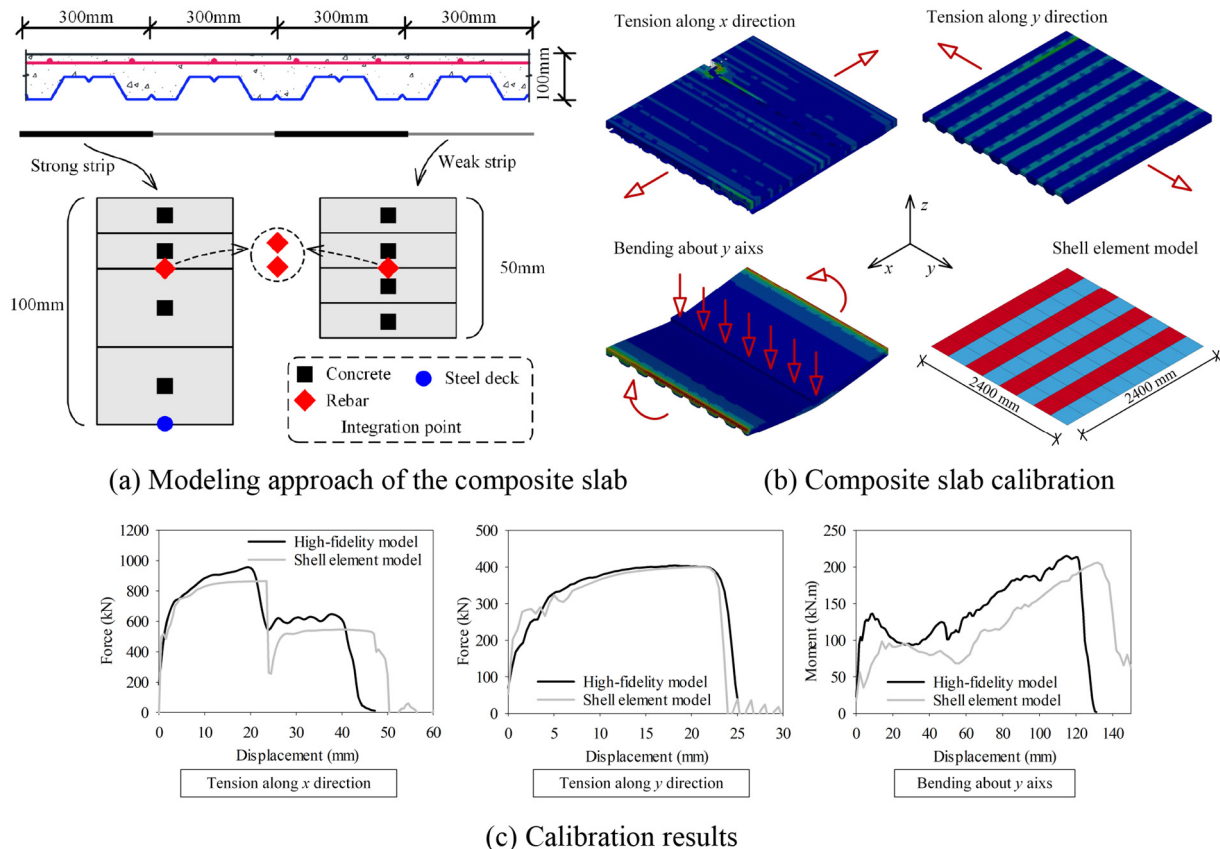 300mm 300mm 300mm 300mm
100mm
Strong strip
Weak strip
100mm
50mm
Concrete
Steel deck
Rebar
Integration point
(a) Modeling approach of the composite slab
Tension along x direction
Tension along y direction
z
x
y
Bending about y aixs
Shell element model
2400 mm
2400 mm
(b) Composite slab calibration
1200
1000
800
600
400
200
0
Force (kN)
High-fidelity model
Shell element model
0 10 20 30 40 50 60
Displacement (mm)
Tension along x direction
500
400
300
200
100
0
Force (kN)
High-fidelity model
Shell element model
0 5 10 15 20 25 30
Displacement (mm)
Tension along y direction
250
200
150
100
50
0
Moment (kN.m)
High-fidelity model
Shell element model
0 20 40 60 80 100 120 140
Displacement (mm)
Bending about y aixs
(c) Calibration results